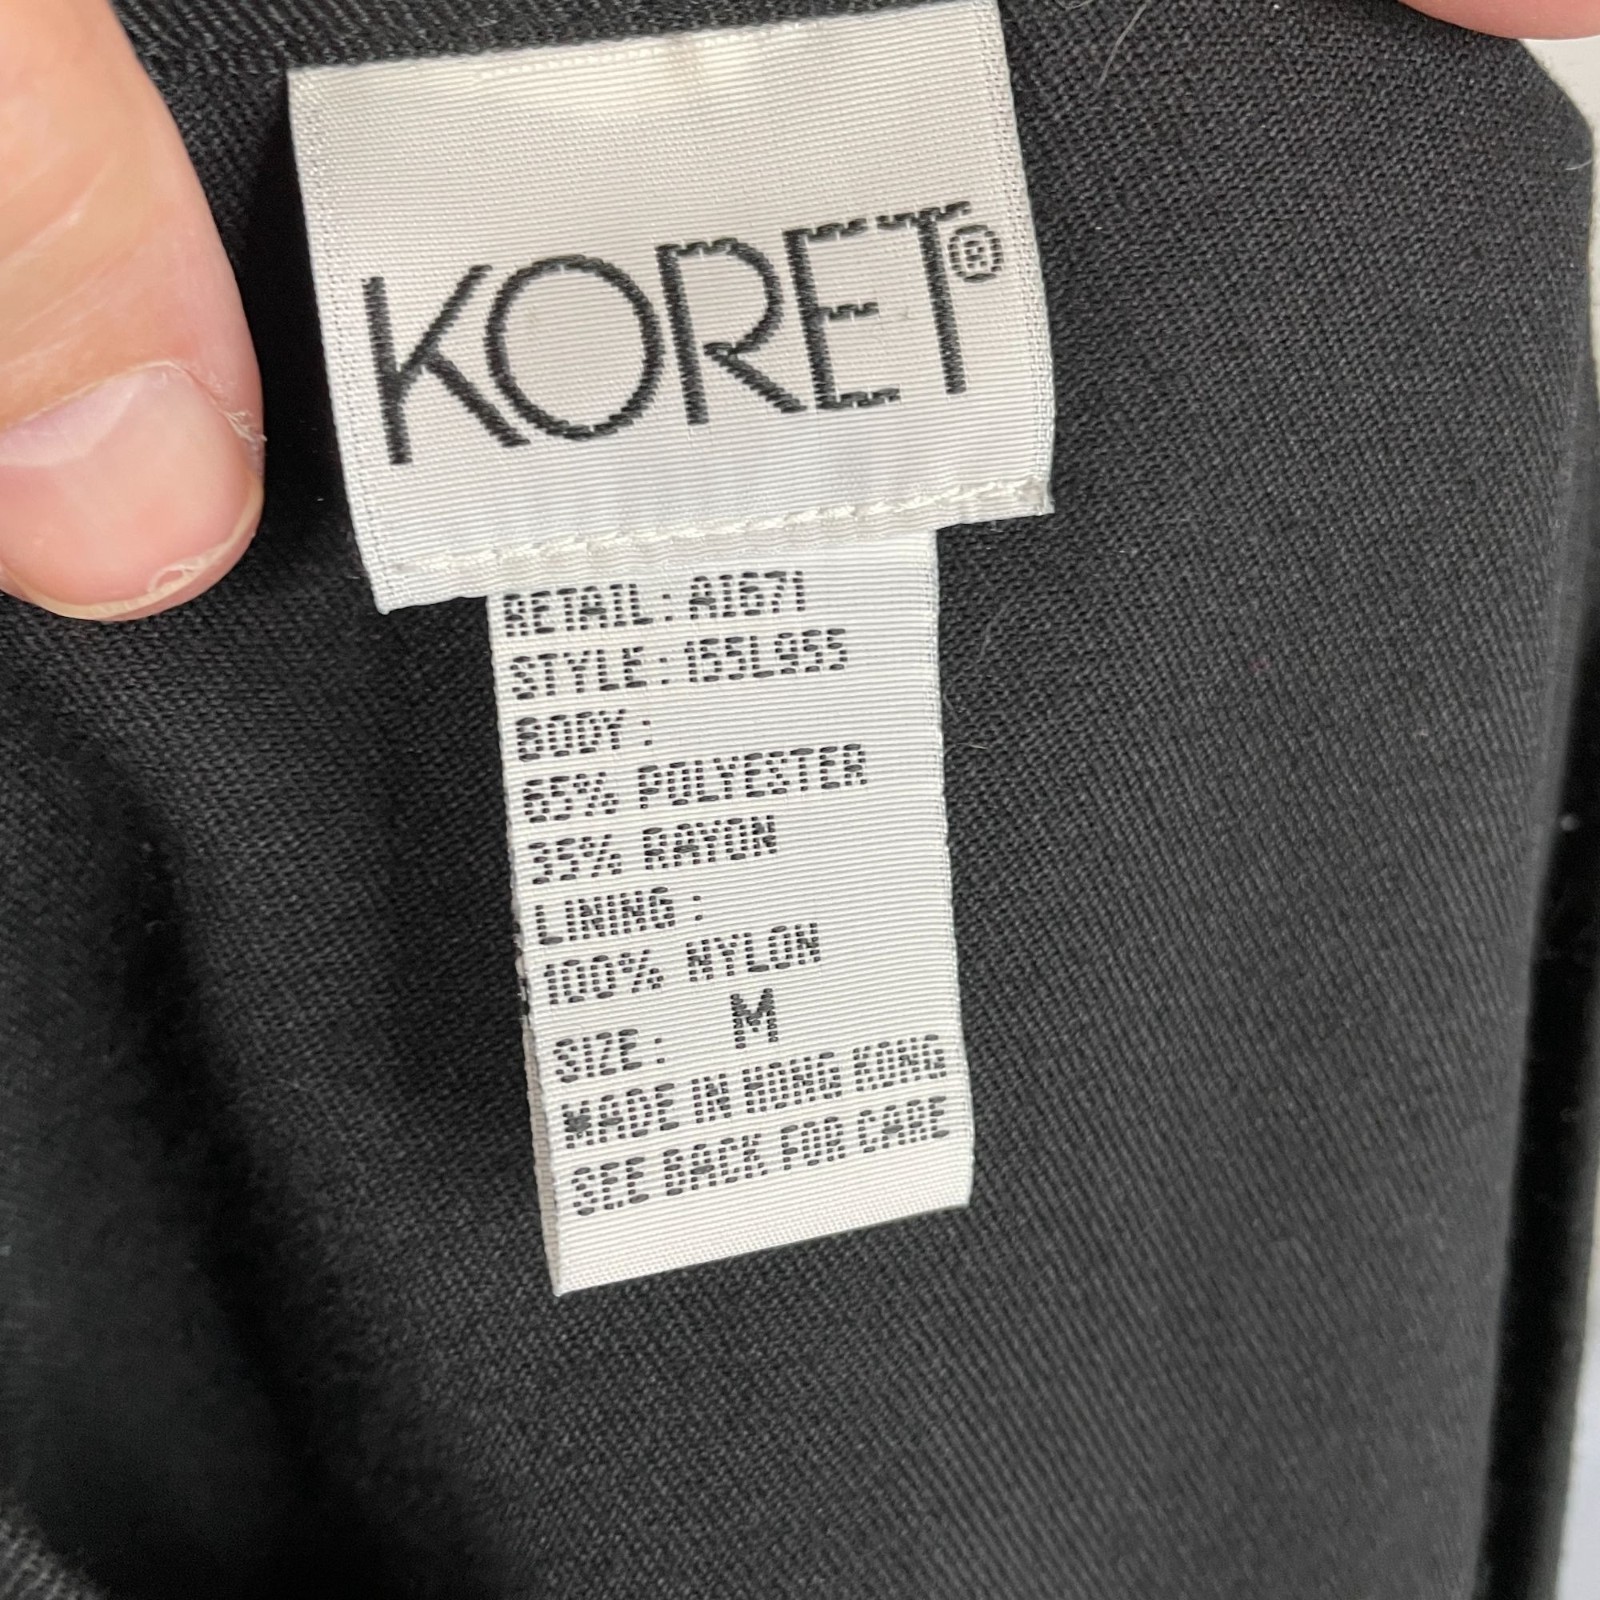 KORET®
RETAIL: AI671
STYLE: 155L955
BODY:
65% POLYESTER
35% RAYON
LINING:
100% NYLON
SIZE: M
MADE IN HONG KONG
SEE BACK FOR CARE